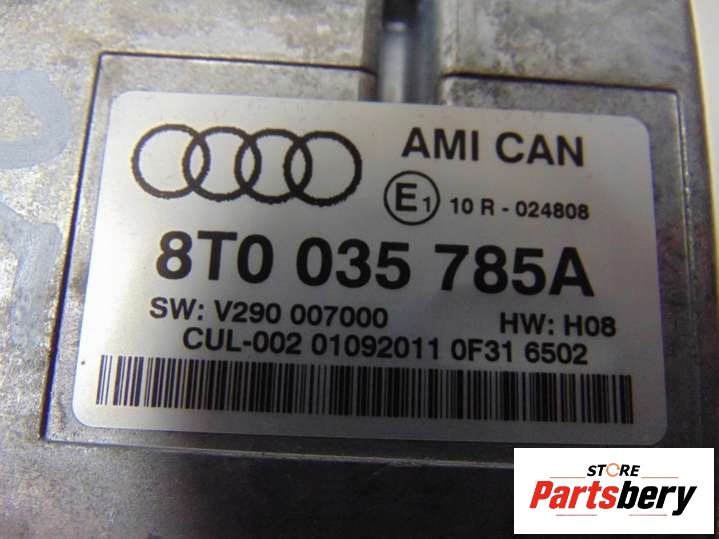 AMI CAN
E1 10 R - 024808
8T0 035 785A
SW: V290 007000 HW: H08
CUL-002 01092011 0F31 6502
STORE
Partsbery